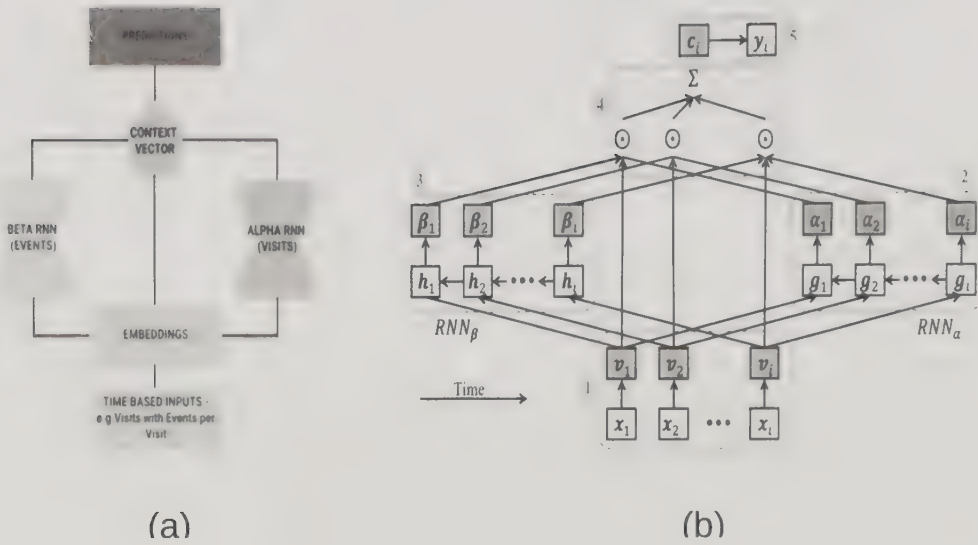 PREDICTIONS
CONTEXT
VECTOR
BETA RNN
(EVENTS)
ALPHA RNN
(VISITS)
EMBEDDINGS
TIME BASED INPUTS -
e g Visits with Events per
Visit
(a)
c_i y_i 5
Σ
4
⊙ ⊙ ⊙
3 2
β_1 β_2 β_i α_1 α_2 α_i
h_1 h_2 ••• h_i g_1 g_2 ••• g_i
RNN_β RNN_α
v_1 v_2 v_i
1
Time
x_1 x_2 ••• x_i
(b)